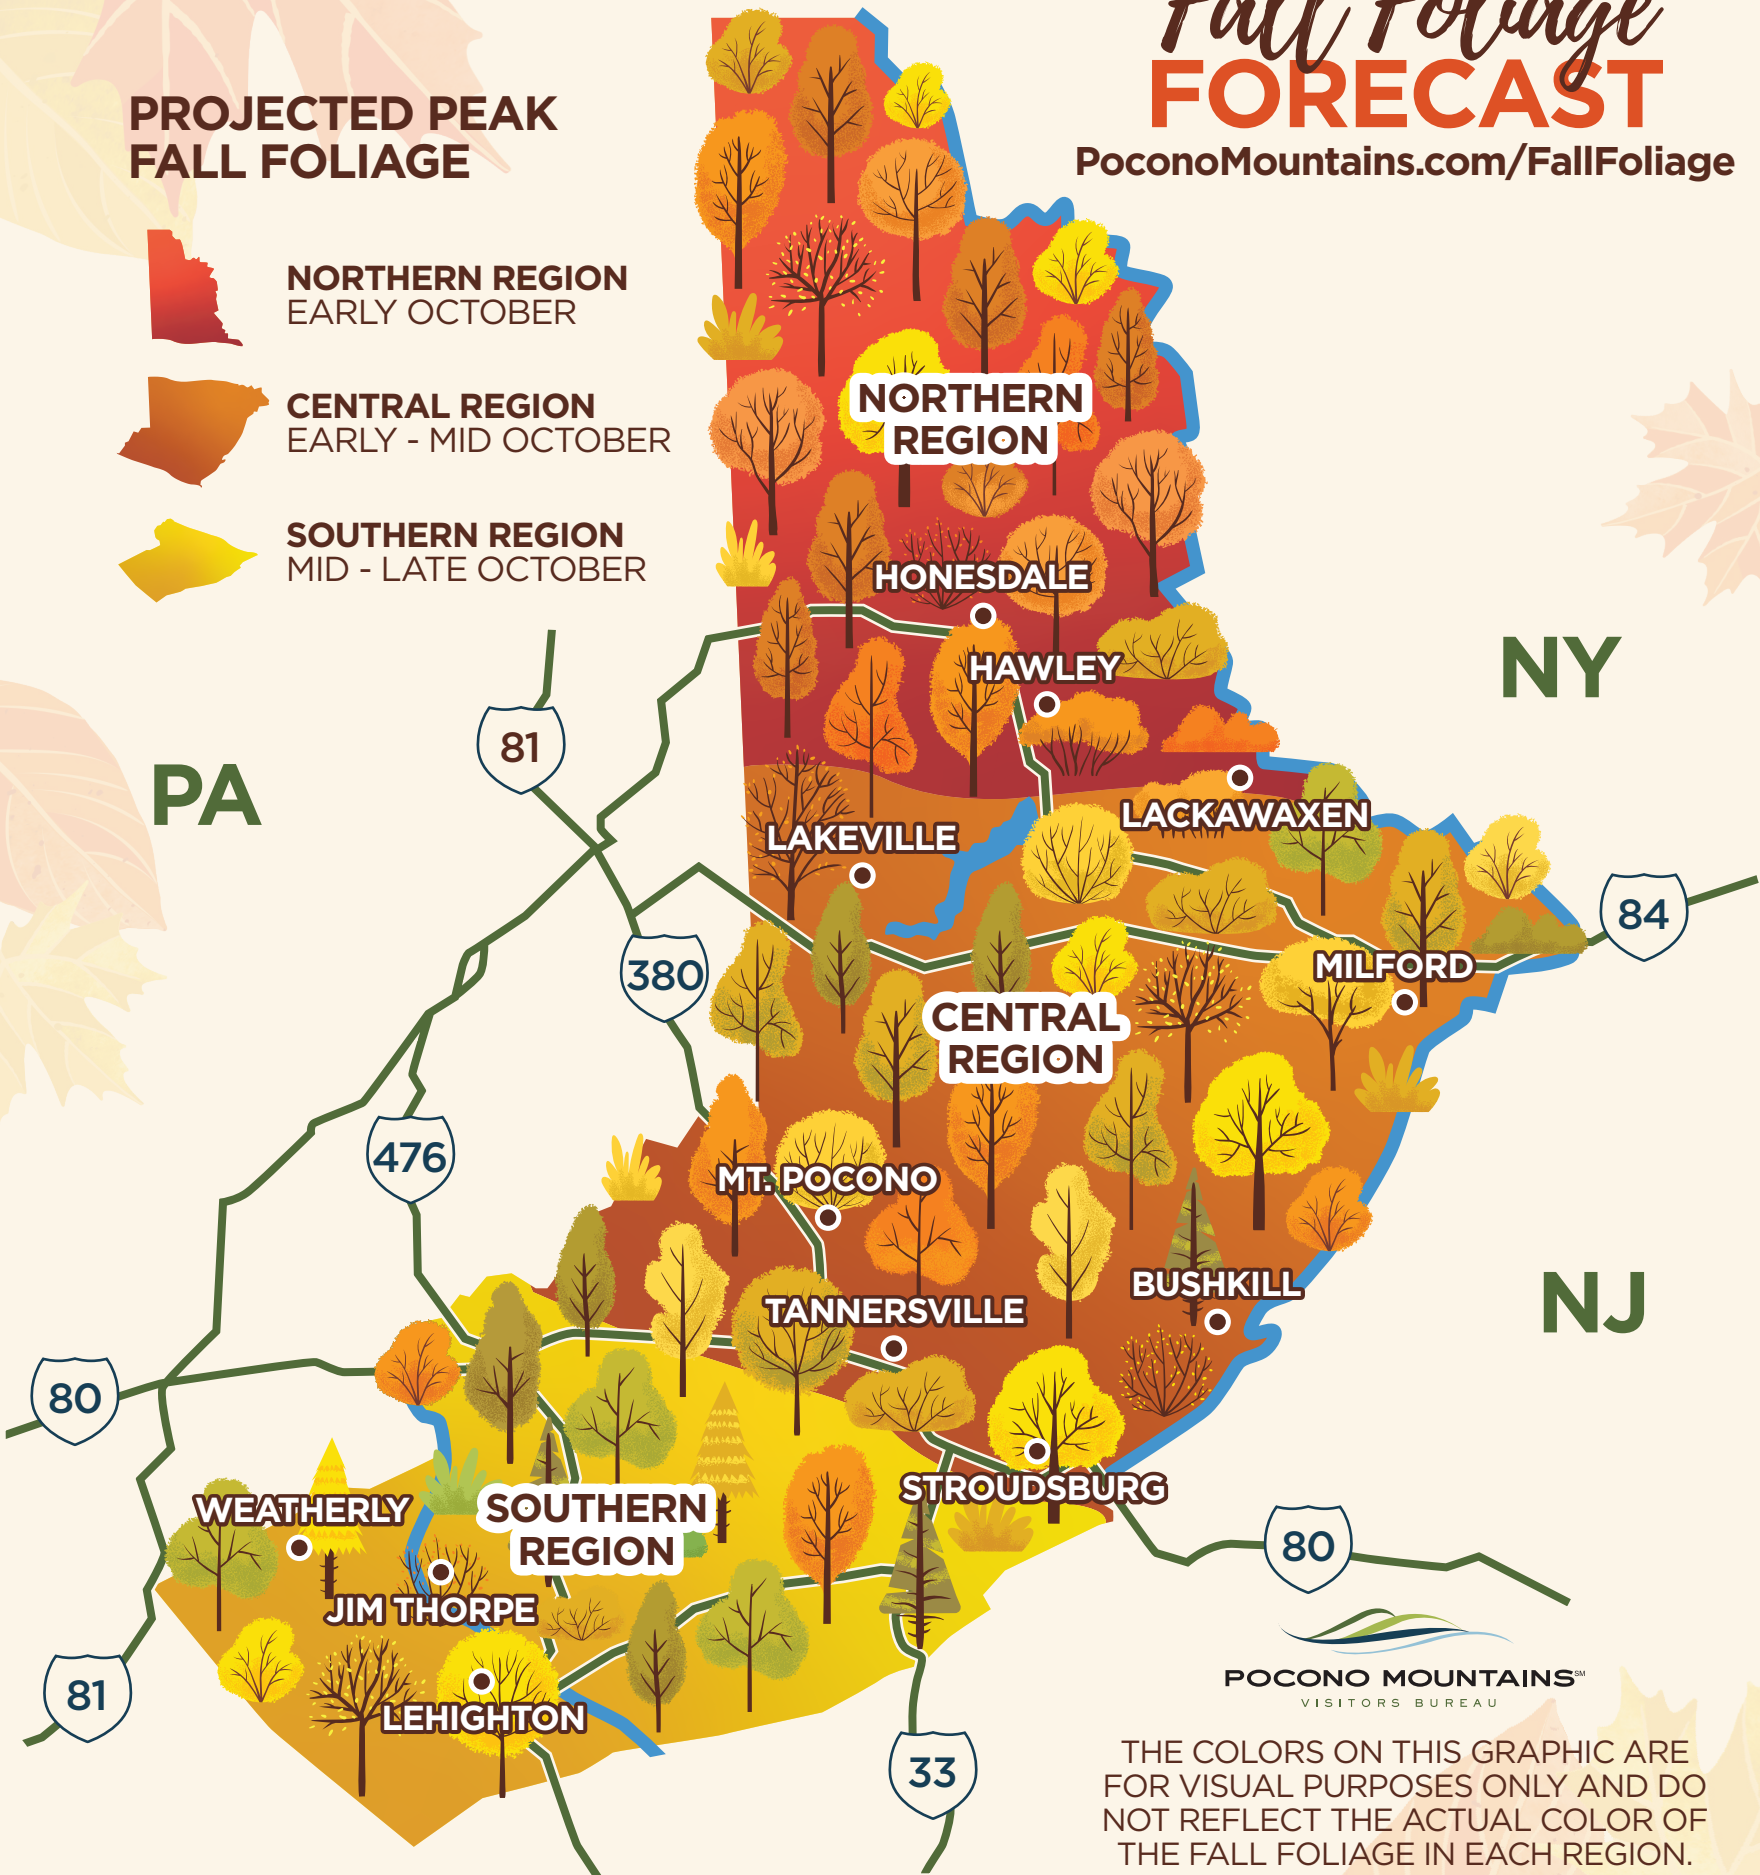 Fall Foliage
FORECAST
PoconoMountains.com/FallFoliage
PROJECTED PEAK
FALL FOLIAGE
NORTHERN REGION
EARLY OCTOBER
CENTRAL REGION
EARLY - MID OCTOBER
SOUTHERN REGION
MID - LATE OCTOBER
NORTHERN
REGION
HONESDALE
HAWLEY
NY
81
PA
LACKAWAXEN
LAKEVILLE
84
MILFORD
380
CENTRAL
REGION
476
MT. POCONO
BUSHKILL
NJ
TANNERSVILLE
80
STROUDSBURG
WEATHERLY
SOUTHERN
REGION
80
JIM THORPE
81
LEHIGHTON
33
POCONO MOUNTAINS℠
VISITORS BUREAU
THE COLORS ON THIS GRAPHIC ARE
FOR VISUAL PURPOSES ONLY AND DO
NOT REFLECT THE ACTUAL COLOR OF
THE FALL FOLIAGE IN EACH REGION.